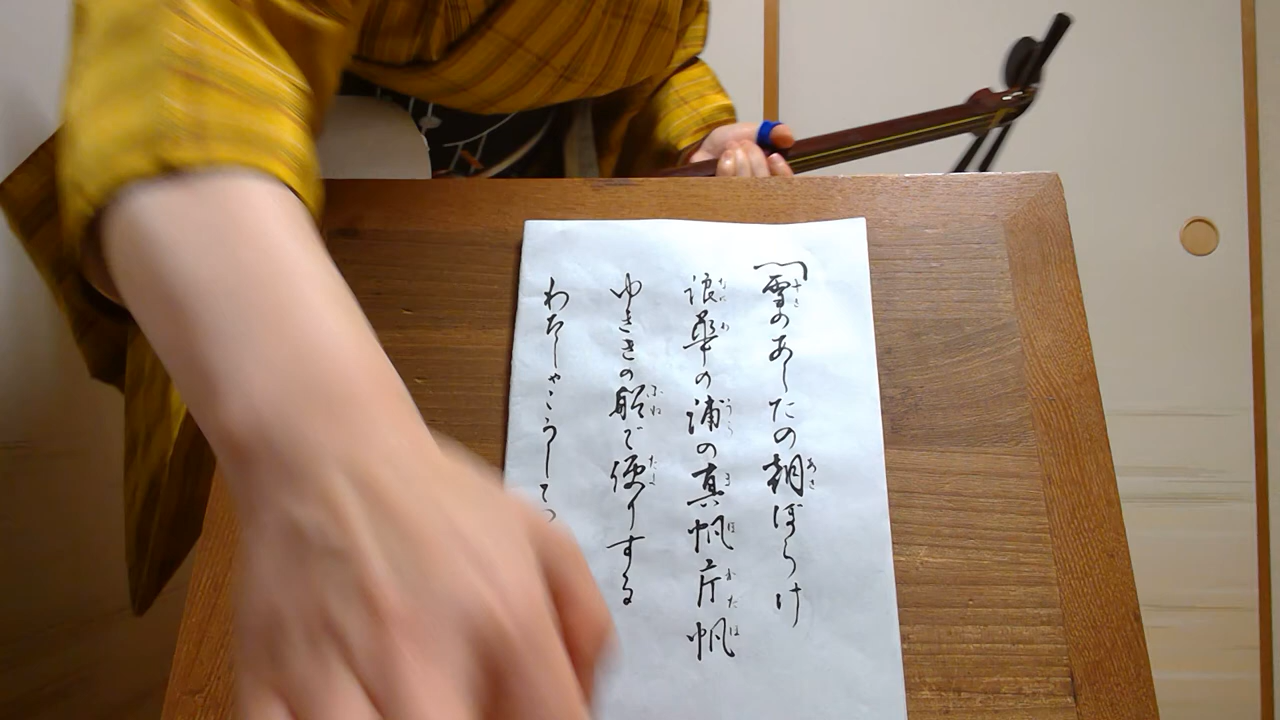 〽雪のあしたの朝ぼらけ
浪華の浦の真帆片帆
ゆききの船で便りする
わたしゃこうして